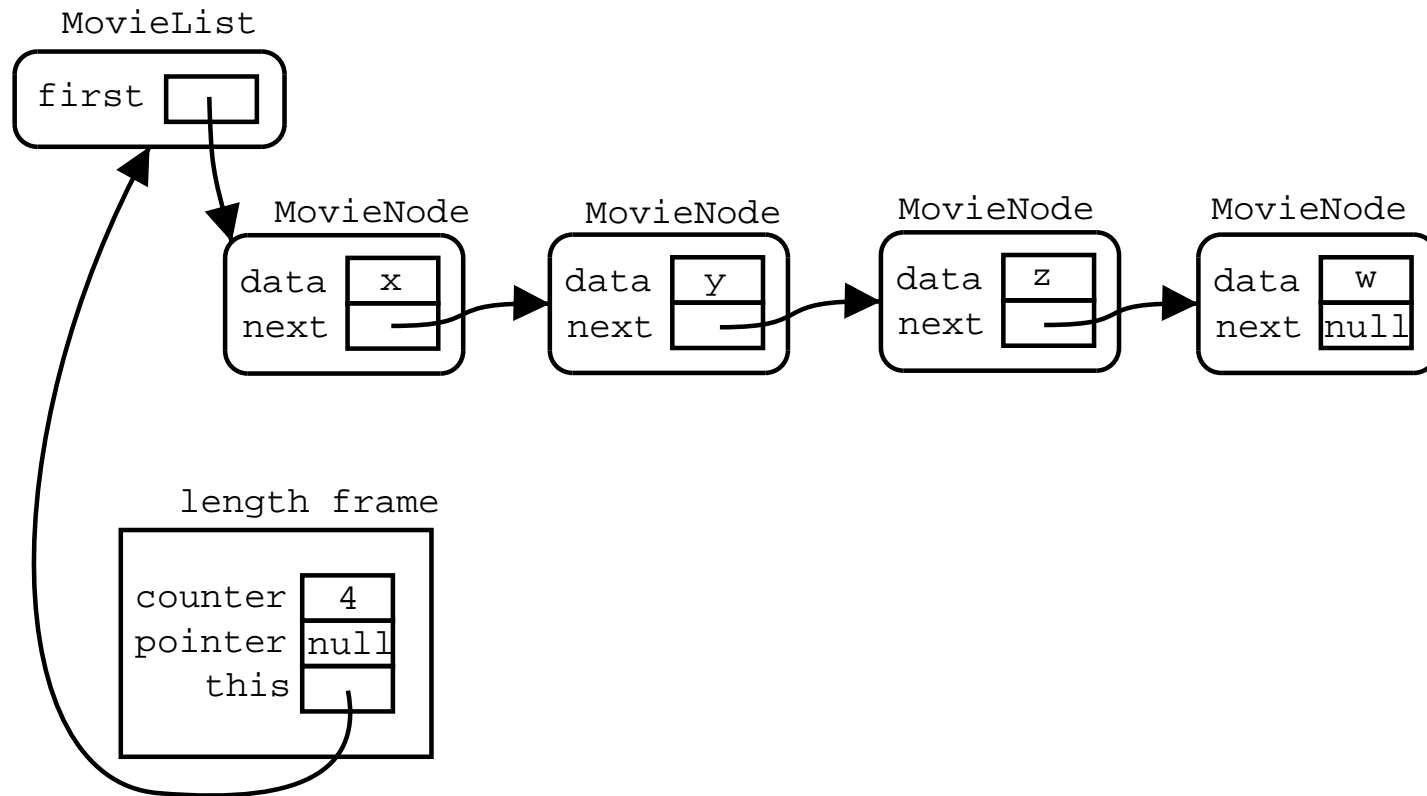 MovieList
first
MovieNode MovieNode MovieNode MovieNode
data x data y data z data w
next next next next null
length frame
counter 4
pointer null
this